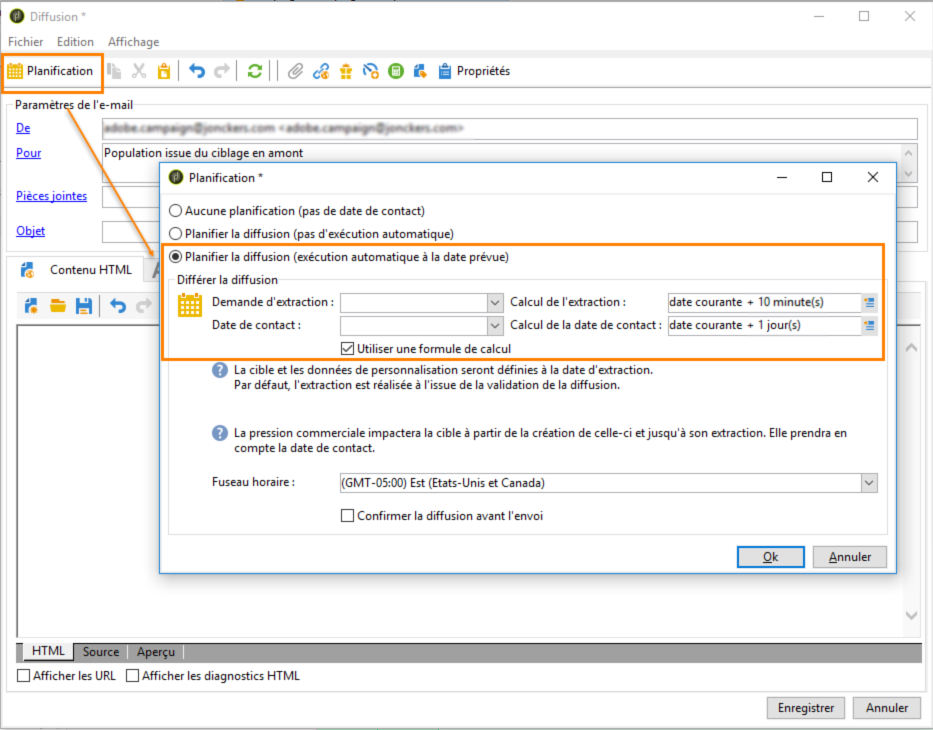 Diffusion *
Fichier Edition Affichage
Planification Propriétés
Paramètres de l'e-mail
De adobe.campaign@jonckers.com <adobe.campaign@jonckers.com>
Pour Population issue du ciblage en amont
Pièces jointes
Objet
Contenu HTML
Planification *
Aucune planification (pas de date de contact)
Planifier la diffusion (pas d'exécution automatique)
Planifier la diffusion (exécution automatique à la date prévue)
Différer la diffusion
Demande d'extraction : Calcul de l'extraction : date courante + 10 minute(s)
Date de contact : Calcul de la date de contact : date courante + 1 jour(s)
Utiliser une formule de calcul
La cible et les données de personnalisation seront définies à la date d'extraction.
Par défaut, l'extraction est réalisée à l'issue de la validation de la diffusion.
La pression commerciale impactera la cible à partir de la création de celle-ci et jusqu'à son extraction. Elle prendra en
compte la date de contact.
Fuseau horaire : (GMT-05:00) Est (Etats-Unis et Canada)
Confirmer la diffusion avant l'envoi
Ok Annuler
HTML Source Aperçu
Afficher les URL Afficher les diagnostics HTML
Enregistrer Annuler